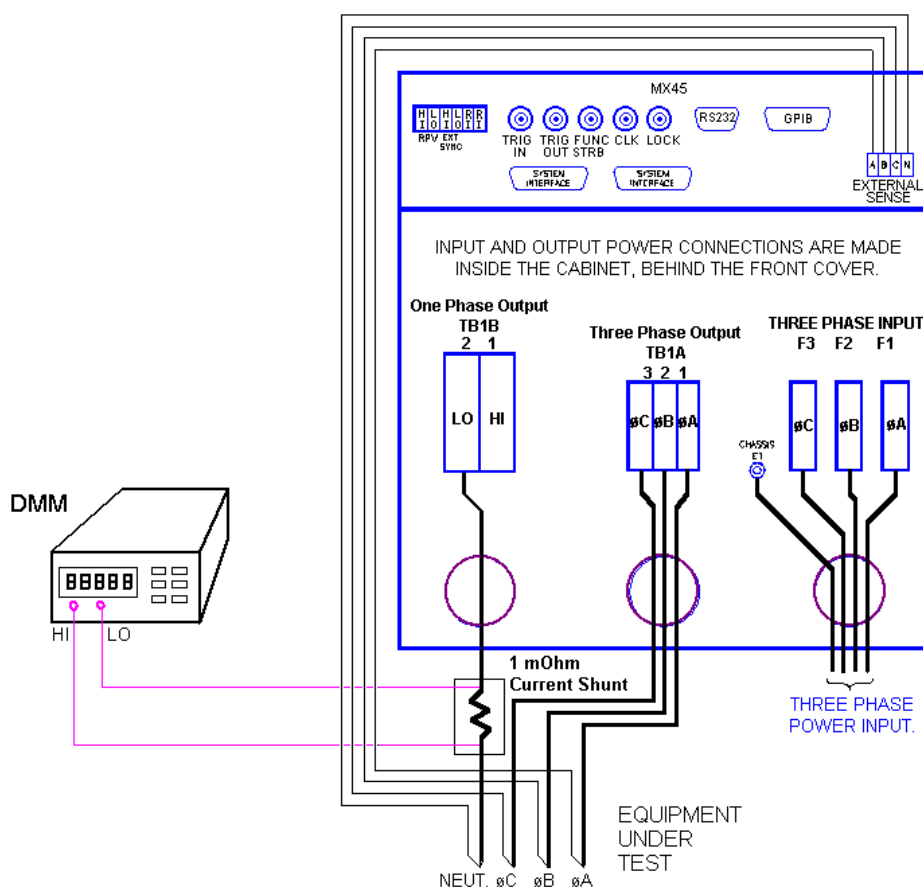 MX45
H L H L R R
I O I O I I
RPV EXT
SYNC
TRIG
IN
TRIG
OUT
FUNC
STRB
CLK
LOCK
RS232
GPIB
SYSTEM
INTERFACE
SYSTEM
INTERFACE
A B C N
EXTERNAL
SENSE
INPUT AND OUTPUT POWER CONNECTIONS ARE MADE
INSIDE THE CABINET, BEHIND THE FRONT COVER.
One Phase Output
TB1B
2 1
LO HI
Three Phase Output
TB1A
3 2 1
øC øB øA
THREE PHASE INPUT
F3 F2 F1
øC øB øA
CHASSIS
E1
DMM
88888
HI LO
1 mOhm
Current Shunt
THREE PHASE
POWER INPUT.
EQUIPMENT
UNDER
TEST
NEUT. øC øB øA